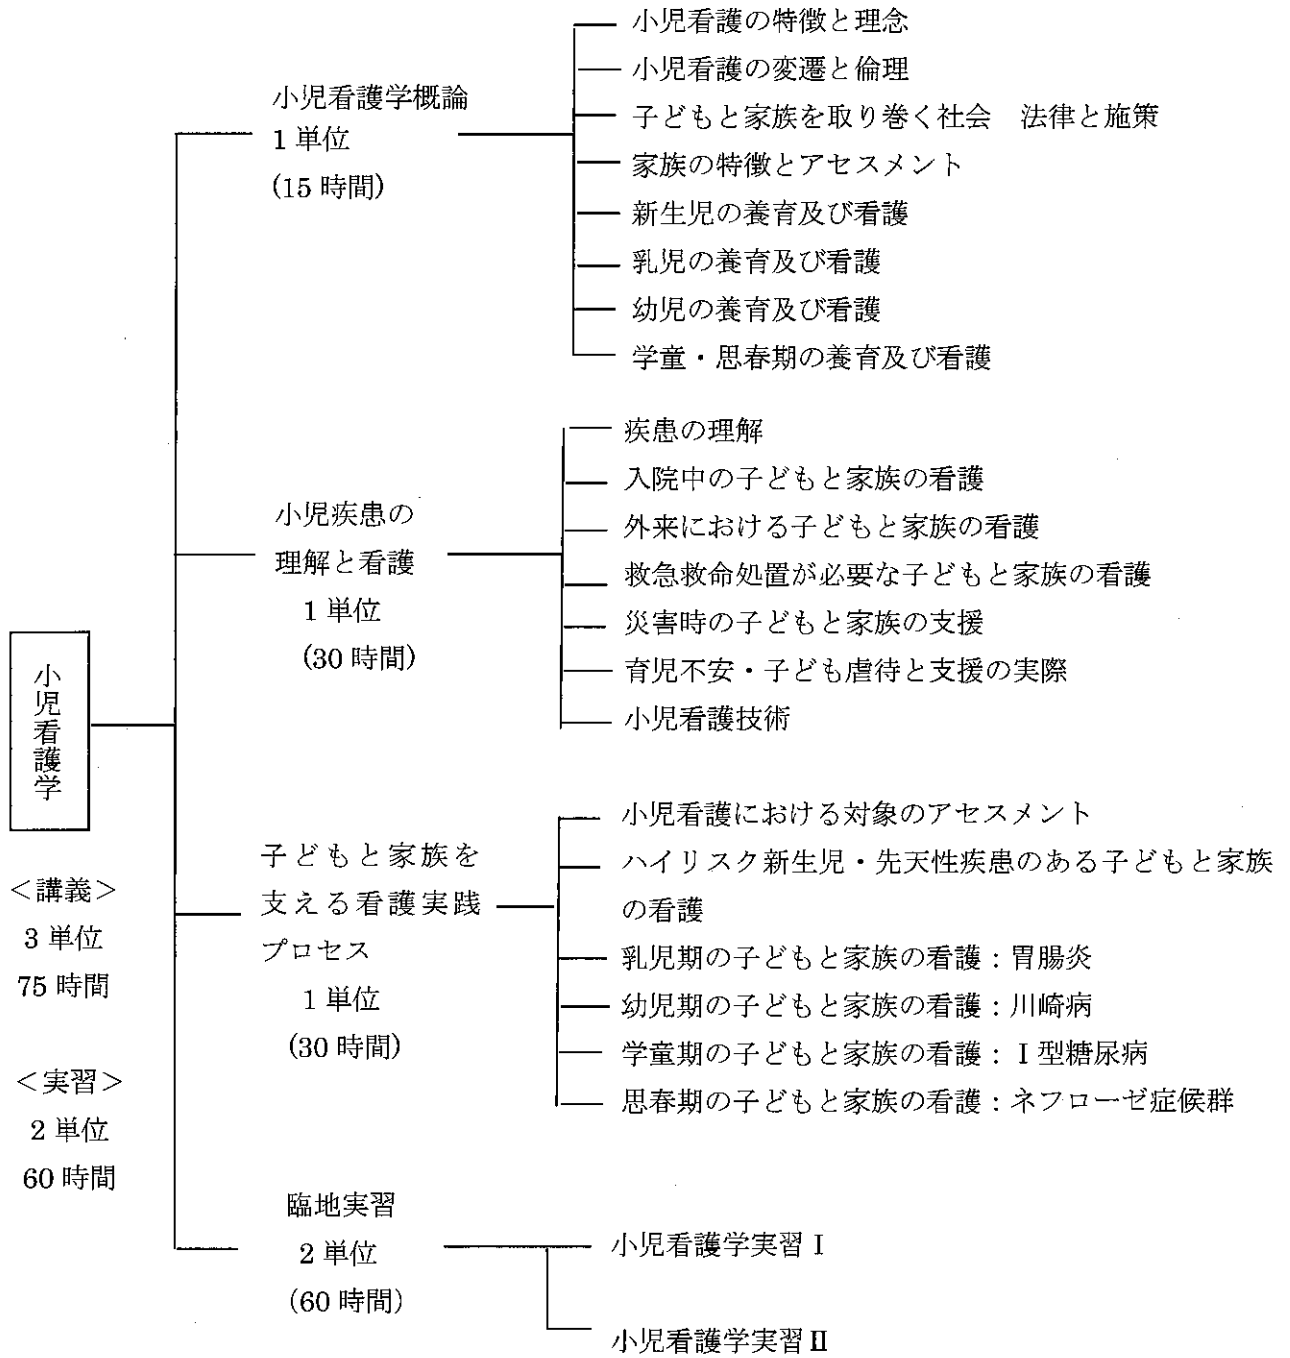 小児看護学
<講義>
3 単位
75 時間
<実習>
2 単位
60 時間
小児看護学概論
1 単位
(15 時間)
小児看護の特徴と理念
小児看護の変遷と倫理
子どもと家族を取り巻く社会　法律と施策
家族の特徴とアセスメント
新生児の養育及び看護
乳児の養育及び看護
幼児の養育及び看護
学童・思春期の養育及び看護
小児疾患の
理解と看護
1 単位
(30 時間)
疾患の理解
入院中の子どもと家族の看護
外来における子どもと家族の看護
救急救命処置が必要な子どもと家族の看護
災害時の子どもと家族の支援
育児不安・子ども虐待と支援の実際
小児看護技術
子どもと家族を
支える看護実践
プロセス
1 単位
(30 時間)
小児看護における対象のアセスメント
ハイリスク新生児・先天性疾患のある子どもと家族
の看護
乳児期の子どもと家族の看護：胃腸炎
幼児期の子どもと家族の看護：川崎病
学童期の子どもと家族の看護：Ⅰ型糖尿病
思春期の子どもと家族の看護：ネフローゼ症候群
臨地実習
2 単位
(60 時間)
小児看護学実習Ⅰ
小児看護学実習Ⅱ